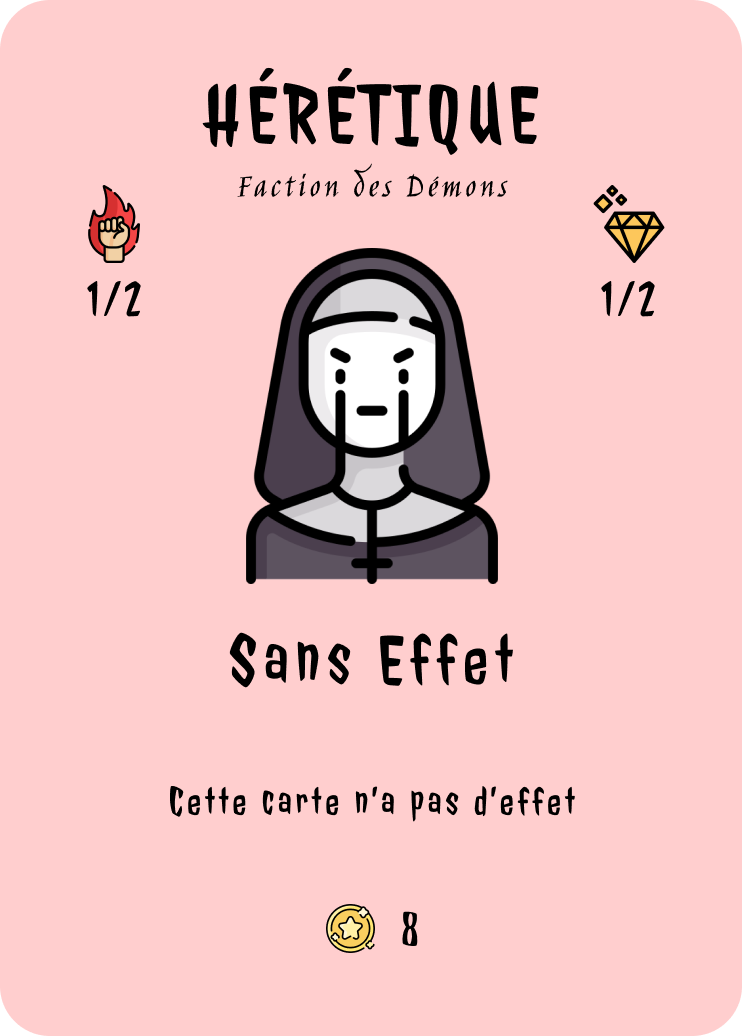 HÉRÉTIQUE
Faction des Démons
1/2
1/2
Sans Effet
Cette carte n'a pas d'effet
8